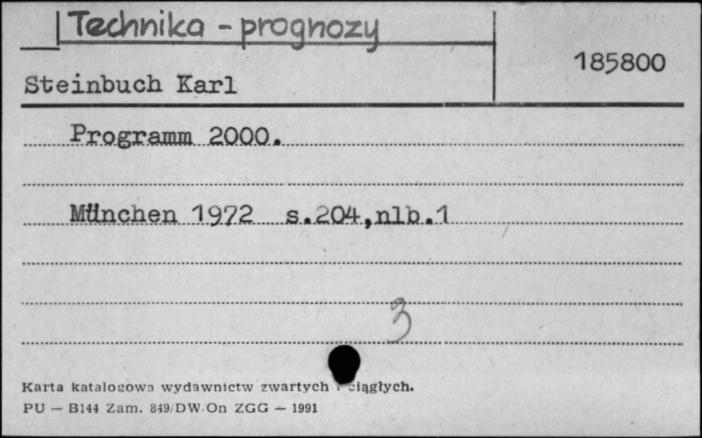 Technika - prognozy
185800
Steinbuch Karl
Programm 2000.
München 1972 s.204,nlb.1
3
Karta katalogowa wydawnictw zwartych i ciągłych.
PU — B144 Zam. 849/DW/On ZGG — 1991